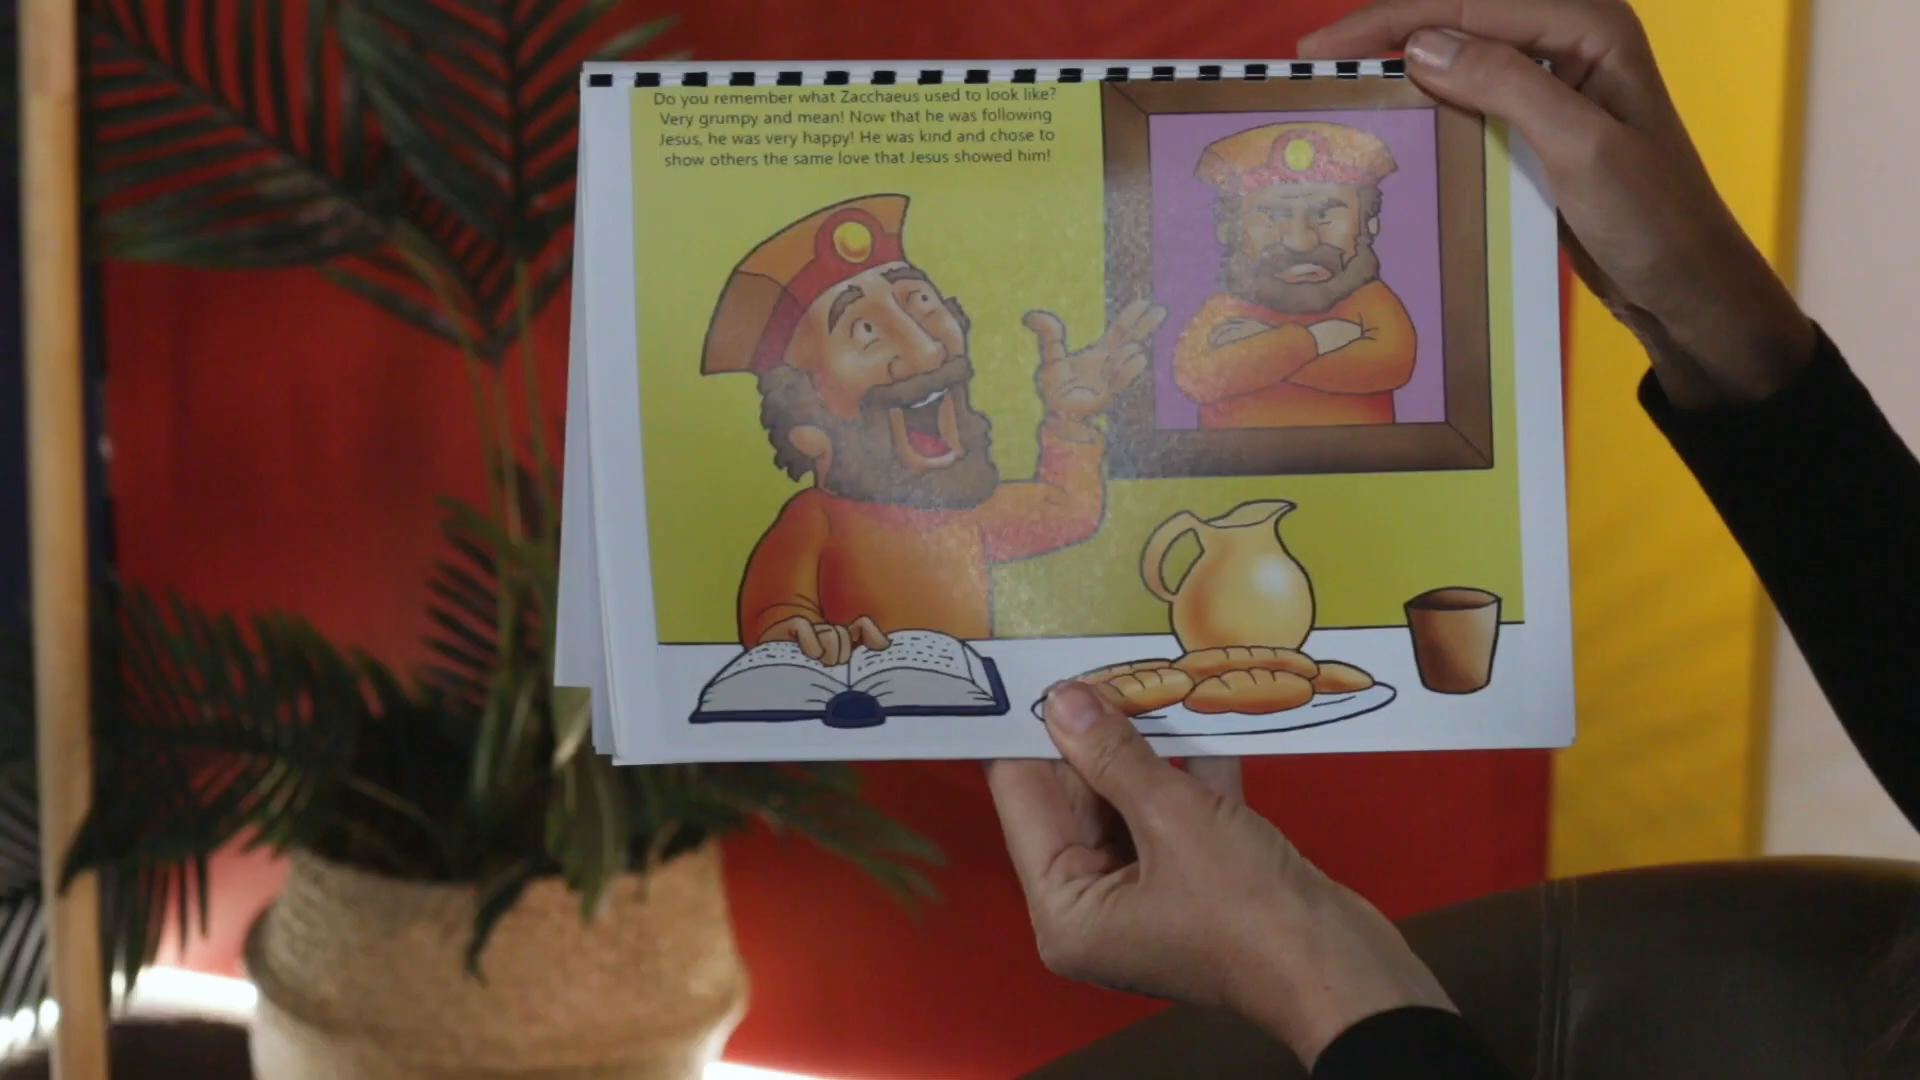 Do you remember what Zacchaeus used to look like?
Very grumpy and mean! Now that he was following
Jesus, he was very happy! He was kind and chose to
show others the same love that Jesus showed him!